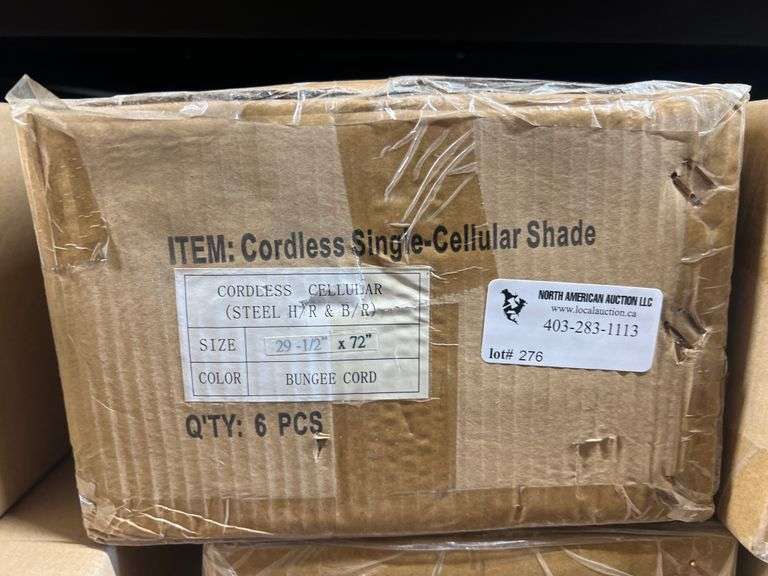 ITEM: Cordless Single-Cellular Shade
CORDLESS CELLULAR
(STEEL H/R & B/R)
SIZE 29 -1/2" x 72"
COLOR BUNGEE CORD
Q'TY: 6 PCS
NORTH AMERICAN AUCTION LLC
www.localauction.ca
403-283-1113
lot# 276